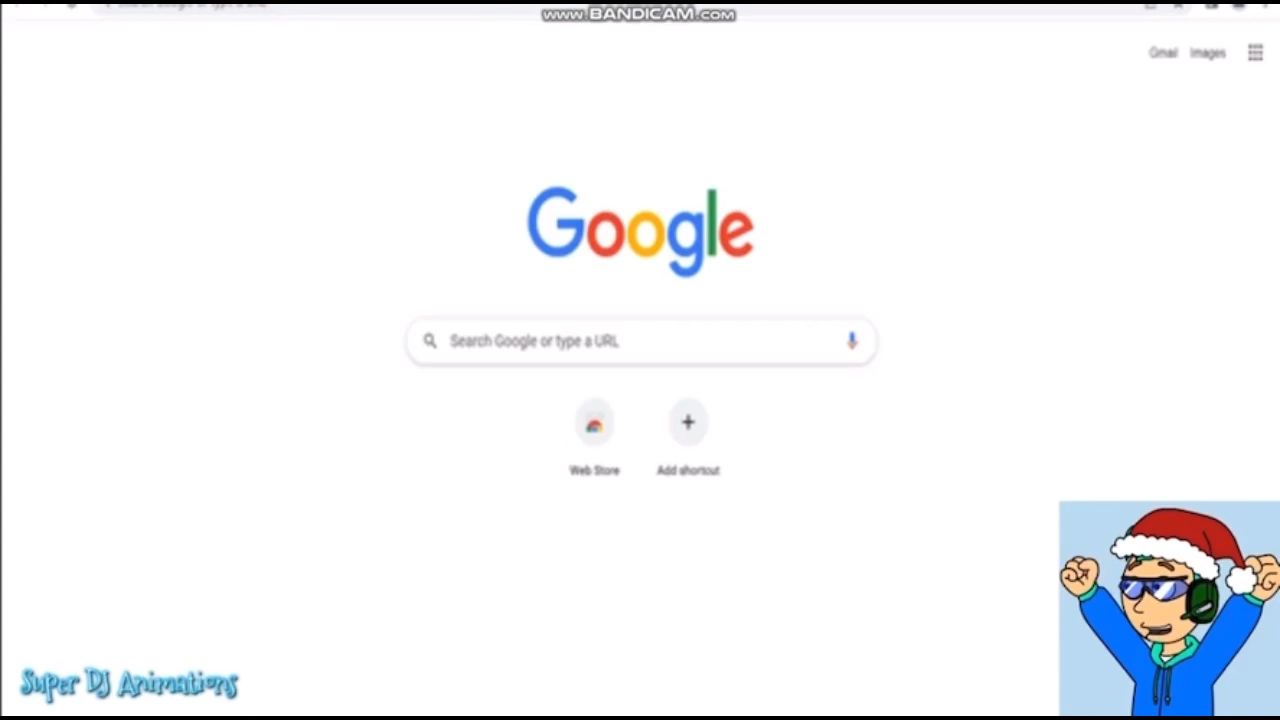 www.BANDICAM.com
Gmail Images
Google
Search Google or type a URL
Web Store Add shortcut
Super DJ Animations